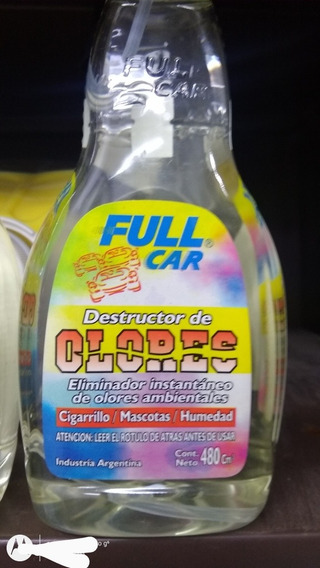 FULL
CAR
FULL®
CAR
Destructor de
OLORES
Eliminador instantáneo
de olores ambientales
Cigarrillo / Mascotas / Humedad
ATENCION: LEER EL ROTULO DE ATRAS ANTES DE USAR
Industria Argentina
Cont.
Neto 480 Cm